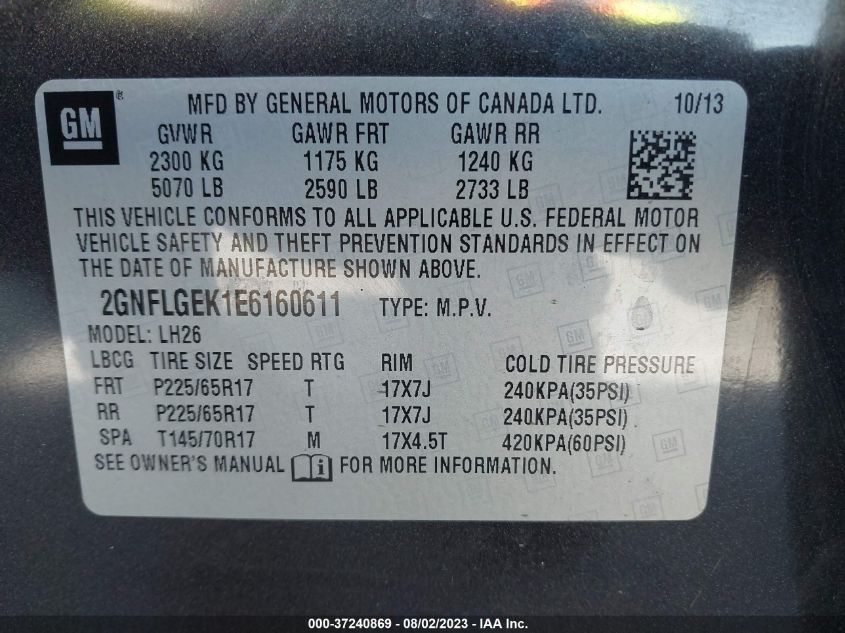 GM® MFD BY GENERAL MOTORS OF CANADA LTD. 10/13
GVWR GAWR FRT GAWR RR
2300 KG 1175 KG 1240 KG
5070 LB 2590 LB 2733 LB
THIS VEHICLE CONFORMS TO ALL APPLICABLE U.S. FEDERAL MOTOR
VEHICLE SAFETY AND THEFT PREVENTION STANDARDS IN EFFECT ON
THE DATE OF MANUFACTURE SHOWN ABOVE.
2GNFLGEK1E6160611 TYPE: M.P.V.
MODEL: LH26
LBCG TIRE SIZE SPEED RTG RIM COLD TIRE PRESSURE
FRT P225/65R17 T 17X7J 240KPA(35PSI)
RR P225/65R17 T 17X7J 240KPA(35PSI)
SPA T145/70R17 M 17X4.5T 420KPA(60PSI)
SEE OWNER'S MANUAL FOR MORE INFORMATION.
000-37240869 - 08/02/2023 - IAA Inc.